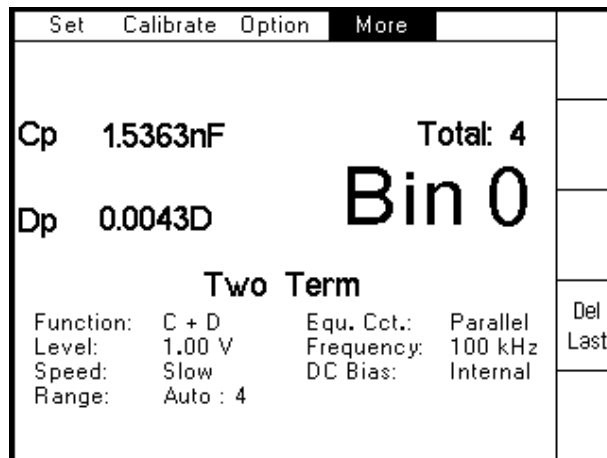 Set Calibrate Option More
Cp 1.5363nF Total: 4
Bin 0
Dp 0.0043D
Two Term
Function: C + D Equ. Cct.: Parallel
Level: 1.00 V Frequency: 100 kHz
Speed: Slow DC Bias: Internal
Range: Auto : 4
Del
Last